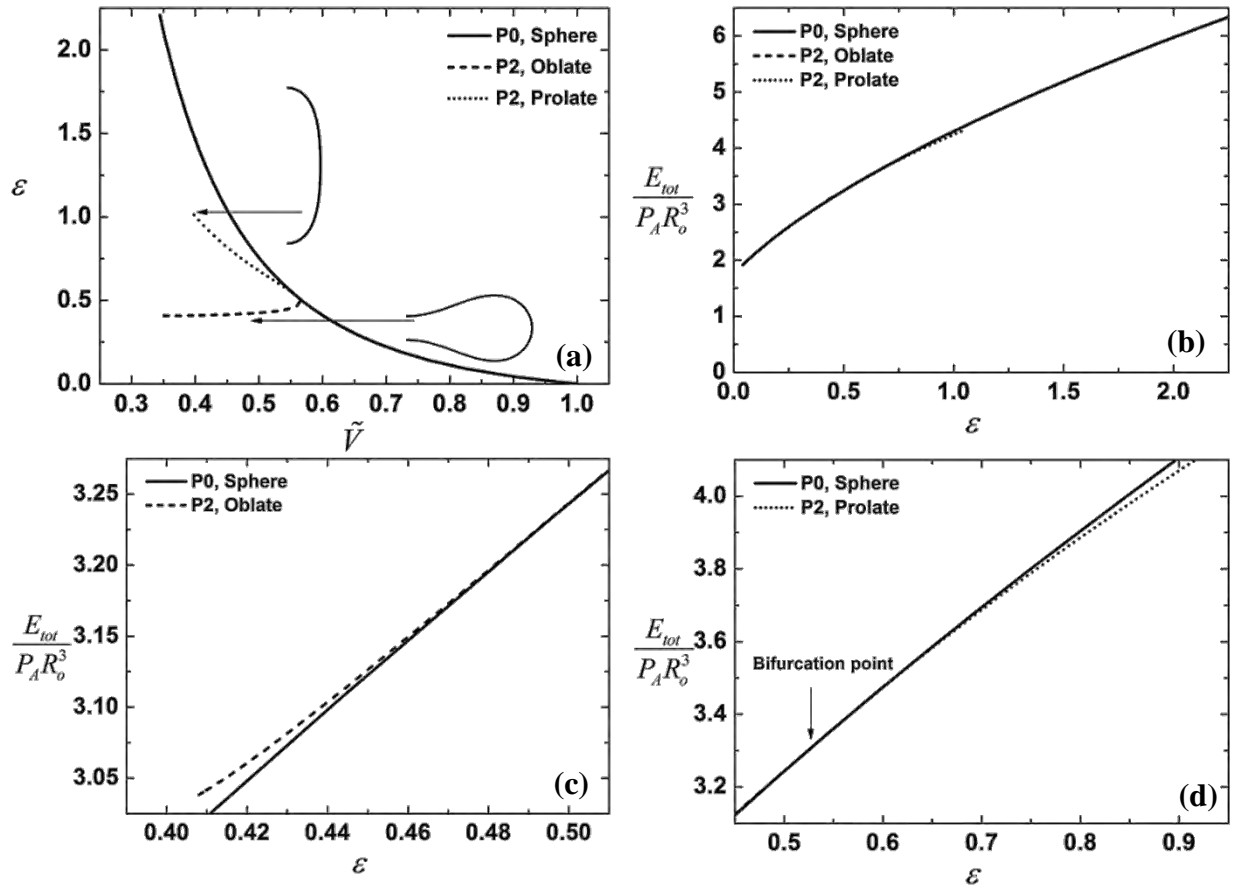 2.0
1.5
1.0
0.5
0.0
ε
0.3 0.4 0.5 0.6 0.7 0.8 0.9 1.0
Ṽ
P0, Sphere
P2, Oblate
P2, Prolate
(a)
6
5
4
3
2
1
0
E_tot
P_A R_o^3
0.0 0.5 1.0 1.5 2.0
ε
P0, Sphere
P2, Oblate
P2, Prolate
(b)
3.25
3.20
3.15
3.10
3.05
E_tot
P_A R_o^3
0.40 0.42 0.44 0.46 0.48 0.50
ε
P0, Sphere
P2, Oblate
(c)
4.0
3.8
3.6
3.4
3.2
E_tot
P_A R_o^3
0.5 0.6 0.7 0.8 0.9
ε
P0, Sphere
P2, Prolate
Bifurcation point
(d)